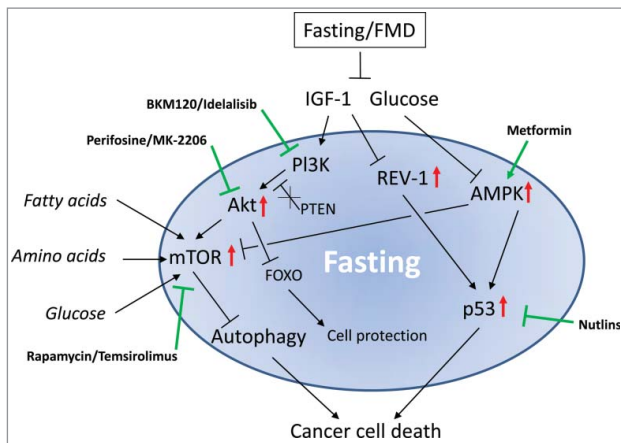 Fasting/FMD
IGF-1 Glucose
BKM120/Idelalisib
Perifosine/MK-2206
Metformin
PI3K
REV-1
AMPK
Akt
PTEN
Fatty acids
Amino acids
mTOR
Fasting
FOXO
Glucose
p53
Nutlins
Autophagy
Cell protection
Rapamycin/Temsirolimus
Cancer cell death